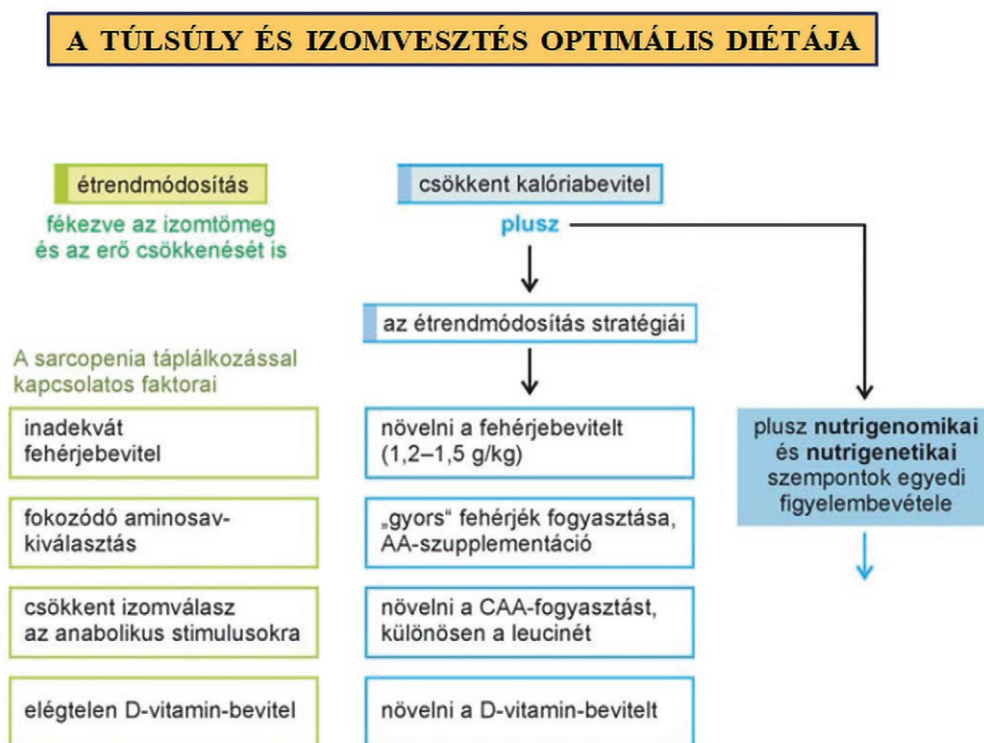 A TÚLSÚLY ÉS IZOMVESZTÉS OPTIMÁLIS DIÉTÁJA
étrendmódosítás
fékezve az izomtömeg
és az erő csökkenését is
csökkent kalóriabevitel
plusz
az étrendmódosítás stratégiái
A sarcopenia táplálkozással
kapcsolatos faktorai
inadekvát
fehérjebevitel
növelni a fehérjebevitelt
(1,2–1,5 g/kg)
plusz nutrigenomikai
és nutrigenetikai
szempontok egyedi
figyelembevétele
fokozódó aminosav-
kiválasztás
„gyors“ fehérjék fogyasztása,
AA-szupplementáció
csökkent izomválasz
az anabolikus stimulusokra
növelni a CAA-fogyasztást,
különösen a leucinét
elégtelen D-vitamin-bevitel
növelni a D-vitamin-bevitelt